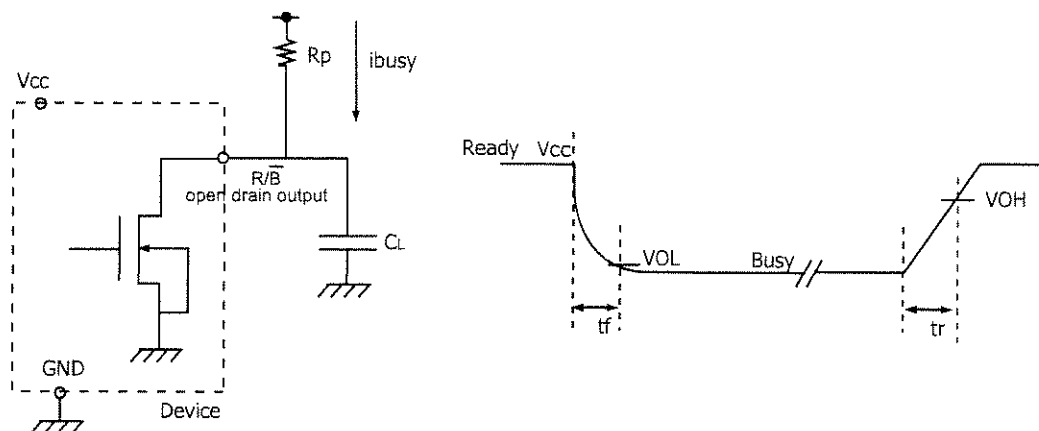 Rp
ibusy
Vcc
R/B̅
open drain output
CL
GND
Device
Ready Vcc
VOH
VOL
Busy
tf
tr